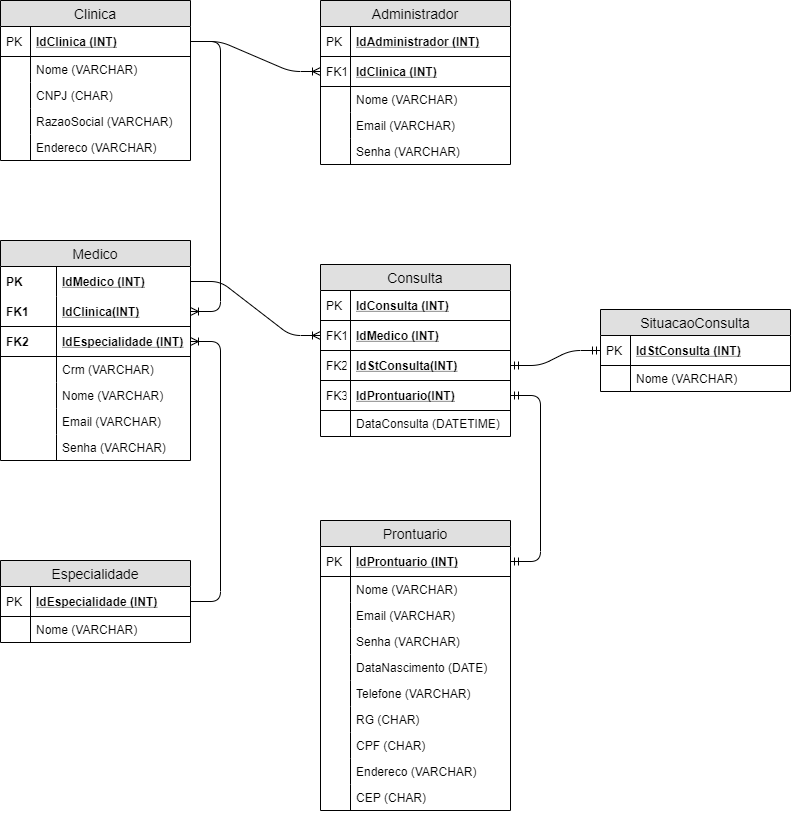 Clinica
PK IdClinica (INT)
Nome (VARCHAR)
CNPJ (CHAR)
RazaoSocial (VARCHAR)
Endereco (VARCHAR)
Administrador
PK IdAdministrador (INT)
FK1 IdClinica (INT)
Nome (VARCHAR)
Email (VARCHAR)
Senha (VARCHAR)
Medico
PK IdMedico (INT)
FK1 IdClinica(INT)
FK2 IdEspecialidade (INT)
Crm (VARCHAR)
Nome (VARCHAR)
Email (VARCHAR)
Senha (VARCHAR)
Consulta
PK IdConsulta (INT)
FK1 IdMedico (INT)
FK2 IdStConsulta(INT)
FK3 IdProntuario(INT)
DataConsulta (DATETIME)
SituacaoConsulta
PK IdStConsulta (INT)
Nome (VARCHAR)
Especialidade
PK IdEspecialidade (INT)
Nome (VARCHAR)
Prontuario
PK IdProntuario (INT)
Nome (VARCHAR)
Email (VARCHAR)
Senha (VARCHAR)
DataNascimento (DATE)
Telefone (VARCHAR)
RG (CHAR)
CPF (CHAR)
Endereco (VARCHAR)
CEP (CHAR)